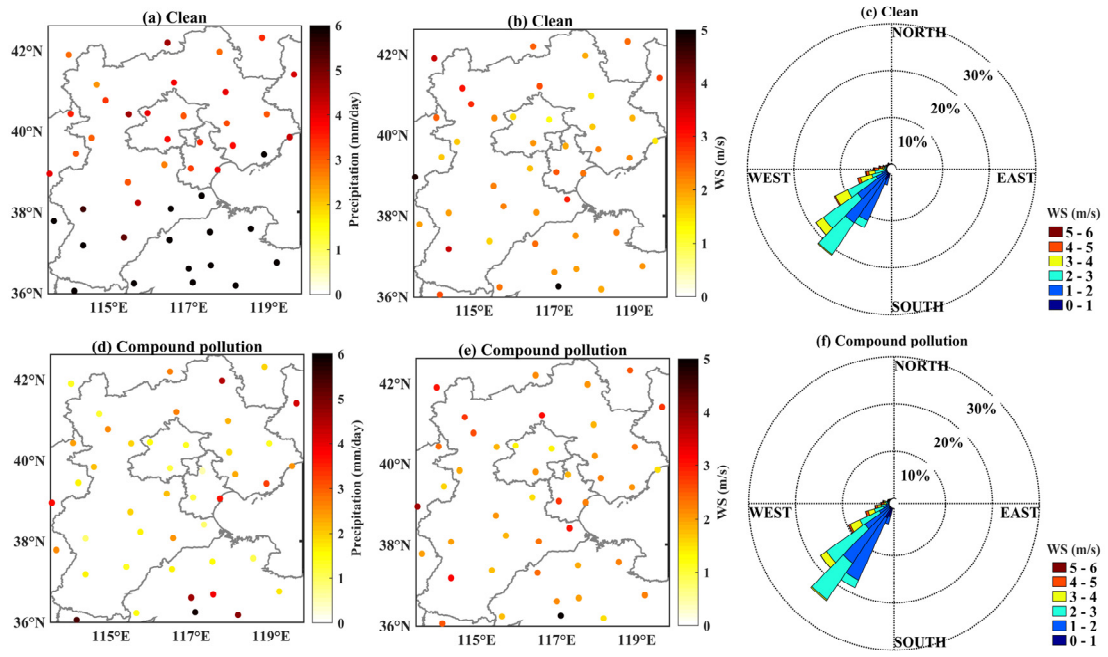 (a) Clean
42°N
40°N
38°N
36°N
115°E
117°E
119°E
6
5
4
3
2
1
0
Precipitation (mm/day)
(b) Clean
42°N
40°N
38°N
36°N
115°E
117°E
119°E
5
4
3
2
1
0
WS (m/s)
(c) Clean
NORTH
30%
20%
10%
WEST
EAST
SOUTH
WS (m/s)
5 - 6
4 - 5
3 - 4
2 - 3
1 - 2
0 - 1
(d) Compound pollution
42°N
40°N
38°N
36°N
115°E
117°E
119°E
6
5
4
3
2
1
0
Precipitation (mm/day)
(e) Compound pollution
42°N
40°N
38°N
36°N
115°E
117°E
119°E
5
4
3
2
1
0
WS (m/s)
(f) Compound pollution
NORTH
30%
20%
10%
WEST
EAST
SOUTH
WS (m/s)
5 - 6
4 - 5
3 - 4
2 - 3
1 - 2
0 - 1